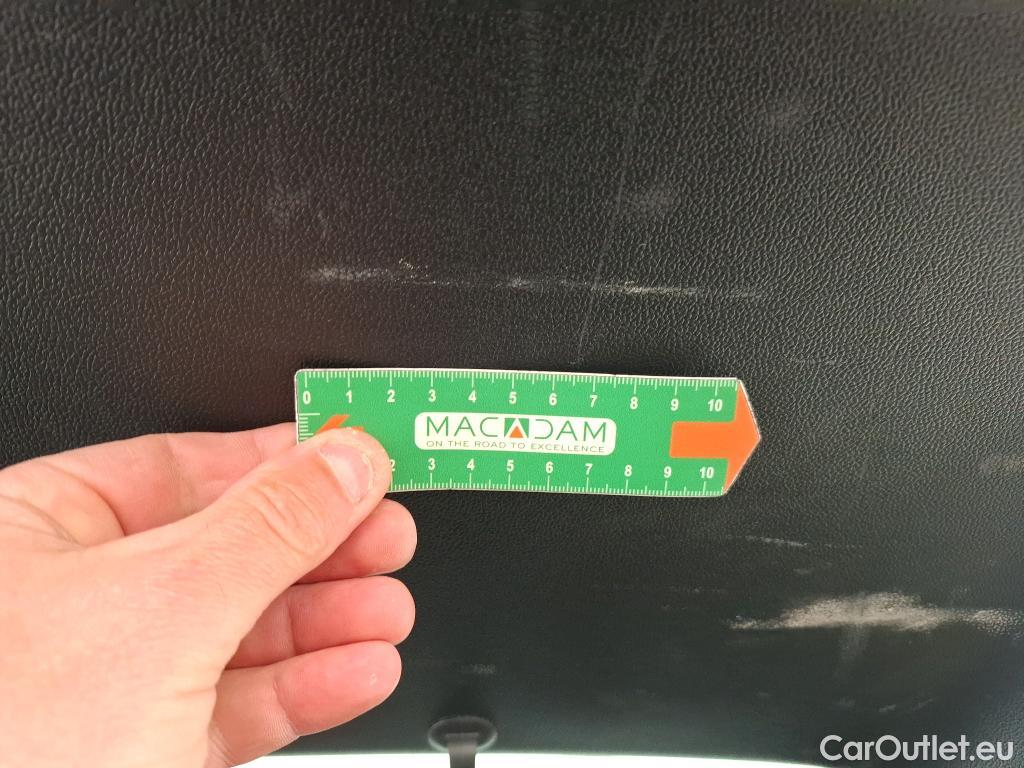 0 1 2 3 4 5 6 7 8 9 10
MACADAM
ON THE ROAD TO EXCELLENCE
2 3 4 5 6 7 8 9 10
CarOutlet.eu